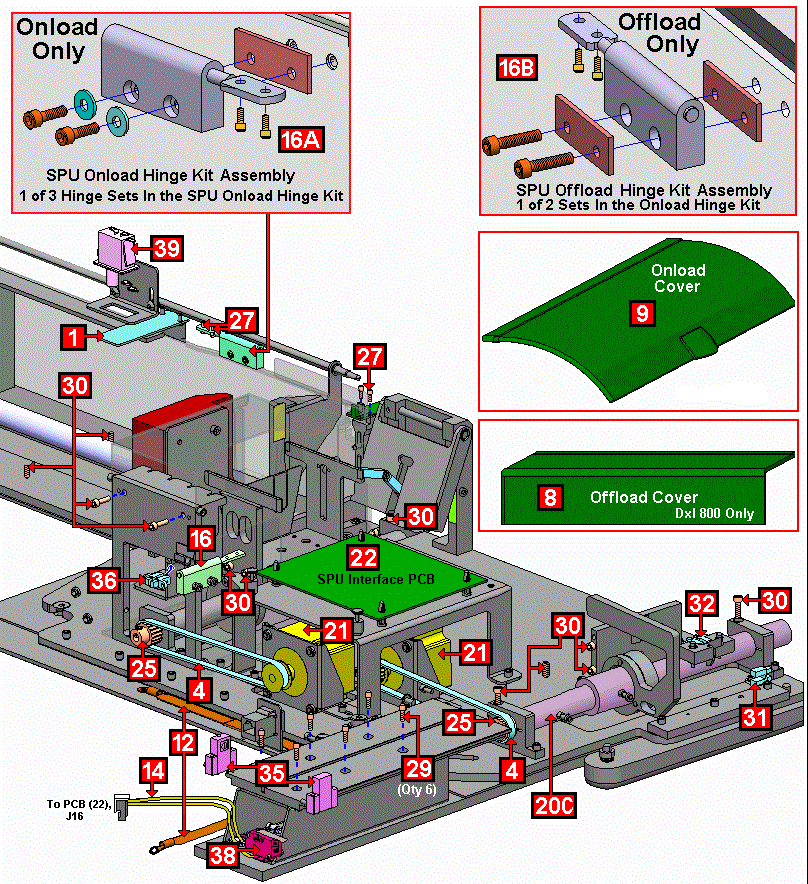 Onload
Only
16A
SPU Onload Hinge Kit Assembly
1 of 3 Hinge Sets In the SPU Onload Hinge Kit
Offload
Only
16B
SPU Offload Hinge Kit Assembly
1 of 2 Sets In the Onload Hinge Kit
Onload
Cover
9
8
Offload Cover
Dxl 800 Only
39
27
1
27
30
30
16
22
SPU Interface PCB
36
30
32
30
21
30
21
25
4
25
31
12
35
29
(Qty 6)
4
20C
14
To PCB (22),
J16
38